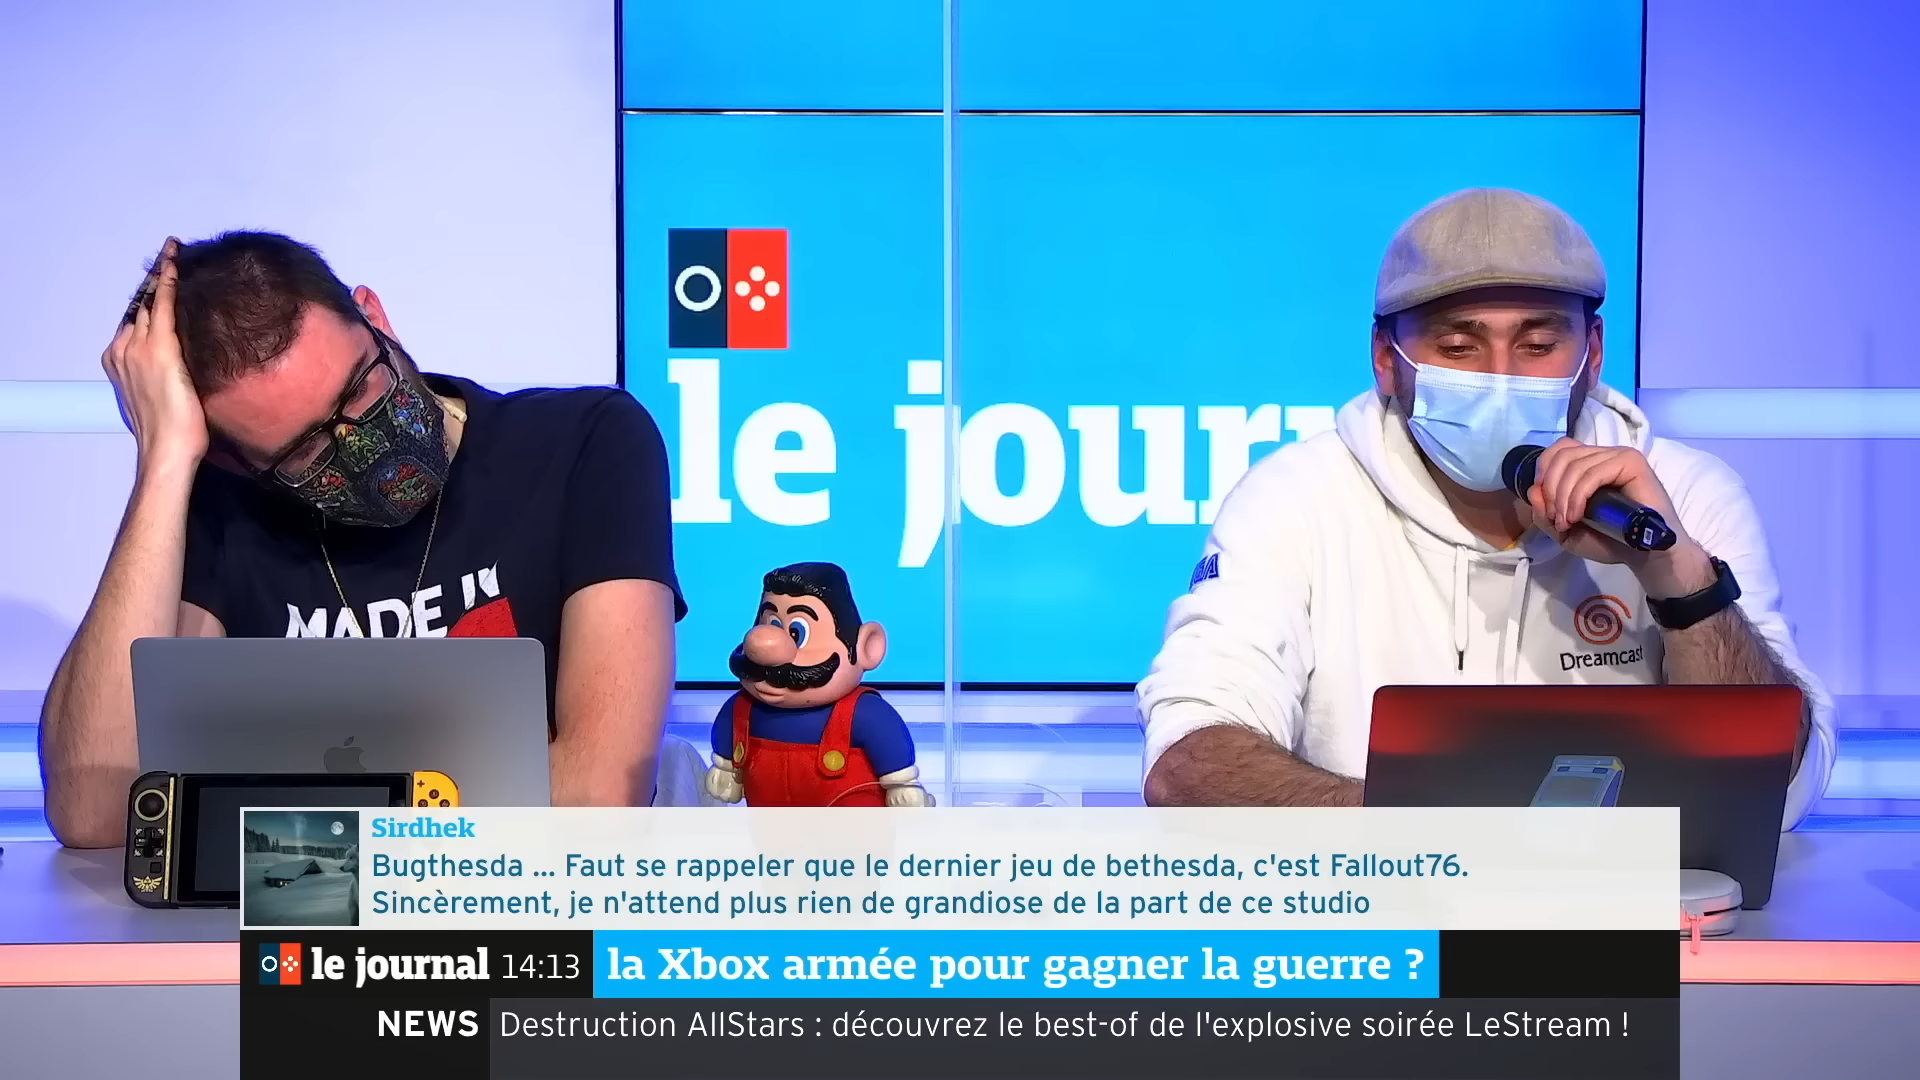 le jour
MADE IN
Dreamcast
Sirdhek
Bugthesda ... Faut se rappeler que le dernier jeu de bethesda, c'est Fallout76.
Sincèrement, je n'attend plus rien de grandiose de la part de ce studio
le journal 14:13 la Xbox armée pour gagner la guerre ?
NEWS Destruction AllStars : découvrez le best-of de l'explosive soirée LeStream !